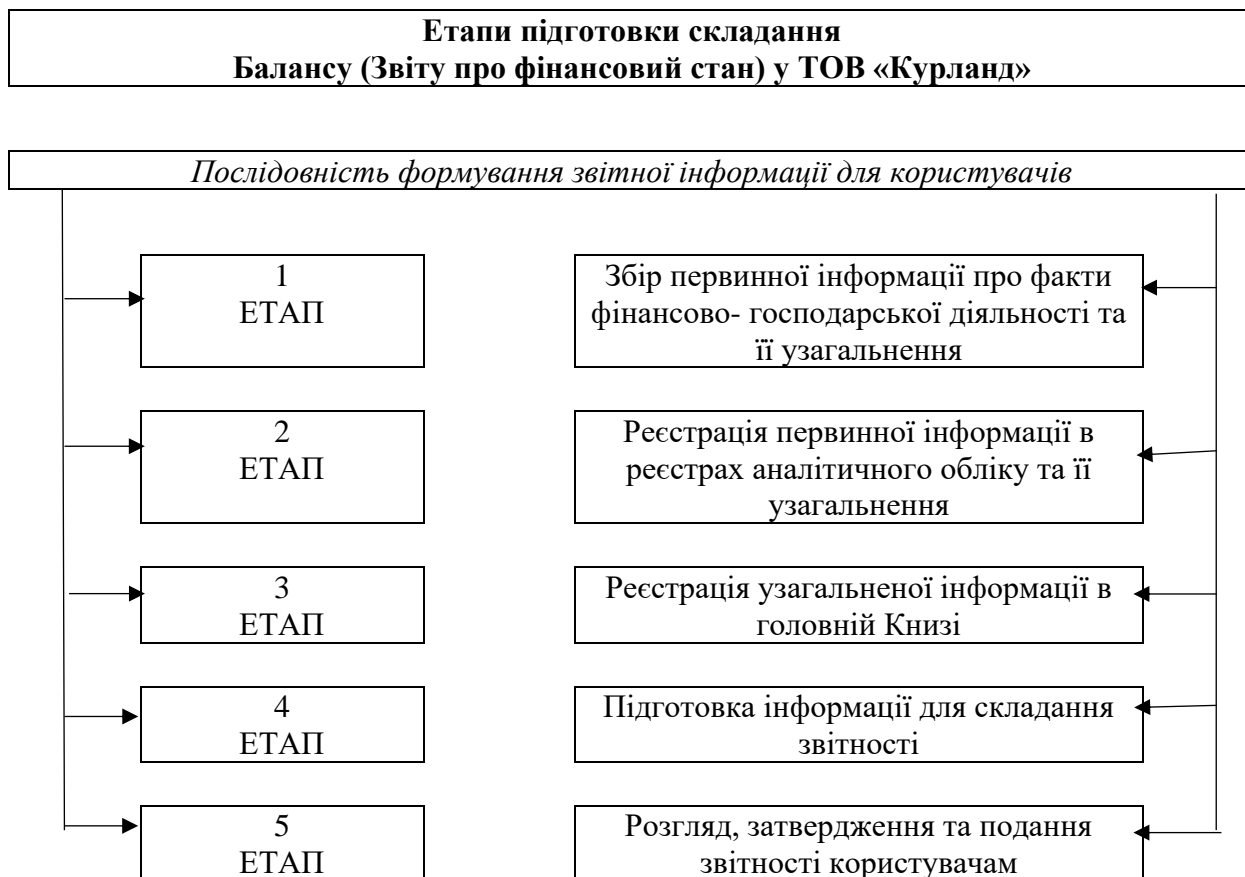 Етапи підготовки складання
Балансу (Звіту про фінансовий стан) у ТОВ «Курланд»
Послідовність формування звітної інформації для користувачів
1
ЕТАП
Збір первинної інформації про факти
фінансово- господарської діяльності та
її узагальнення
2
ЕТАП
Реєстрація первинної інформації в
реєстрах аналітичного обліку та її
узагальнення
3
ЕТАП
Реєстрація узагальненої інформації в
головній Книзі
4
ЕТАП
Підготовка інформації для складання
звітності
5
ЕТАП
Розгляд, затвердження та подання
звітності користувачам